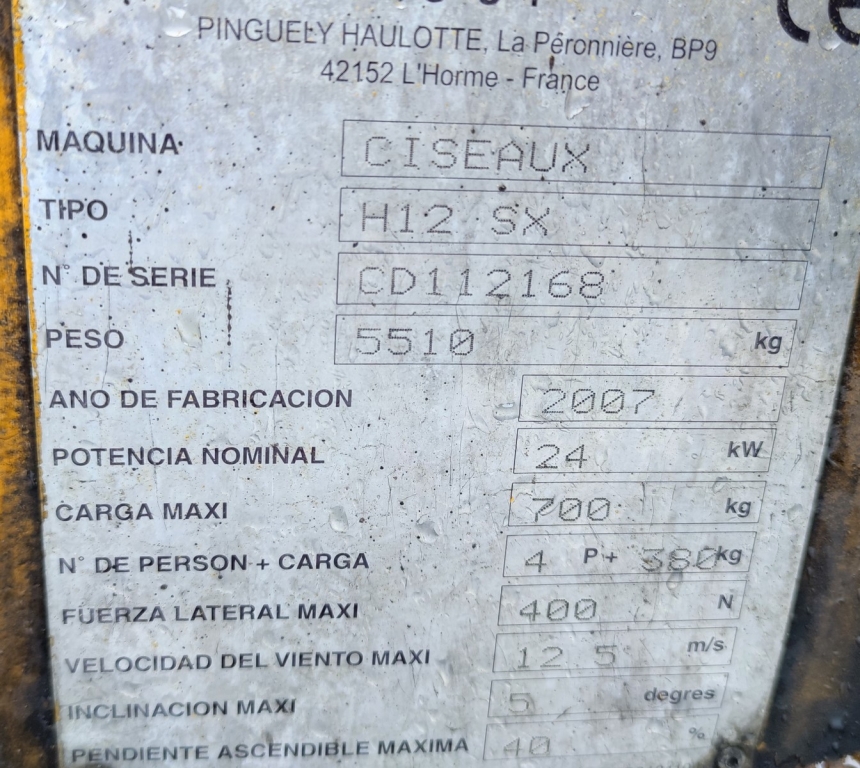 PINGUELY HAULOTTE, La Péronnière, BP9
42152 L'Horme - France
MAQUINA CISEAUX
TIPO H12 SX
N° DE SERIE CD112168
PESO 5510 kg
ANO DE FABRICACION 2007
POTENCIA NOMINAL 24 kW
CARGA MAXI 700 kg
N° DE PERSON + CARGA 4 P + 380 kg
FUERZA LATERAL MAXI 400 N
VELOCIDAD DEL VIENTO MAXI 12 5 m/s
INCLINACION MAXI 5 degres
PENDIENTE ASCENDIBLE MAXIMA 40 %